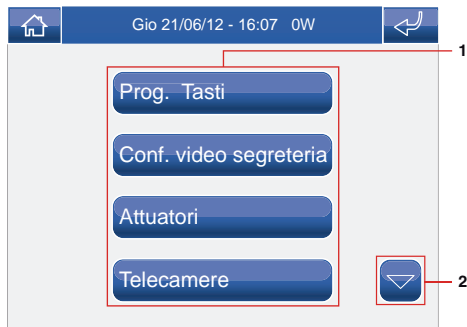 Gio 21/06/12 - 16:07 0W
1
Prog. Tasti
Conf. video segreteria
Attuatori
Telecamere
2